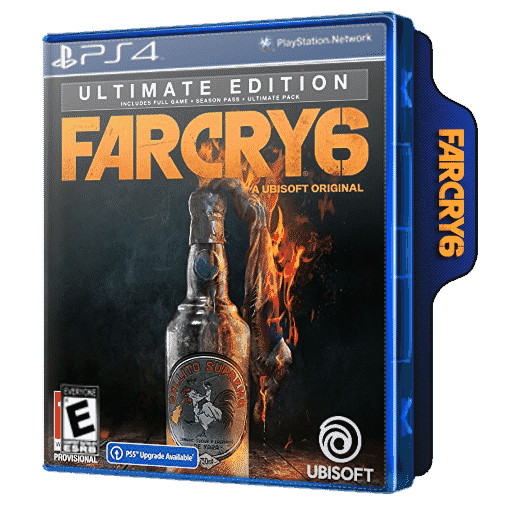 PS4
PlayStation Network
ULTIMATE EDITION
INCLUDES FULL GAME • SEASON PASS • ULTIMATE PACK
FARCRY6
A UBISOFT ORIGINAL
FARCRY6
EVERYONE
E
ESRB
PROVISIONAL
PS5™ Upgrade Available
UBISOFT